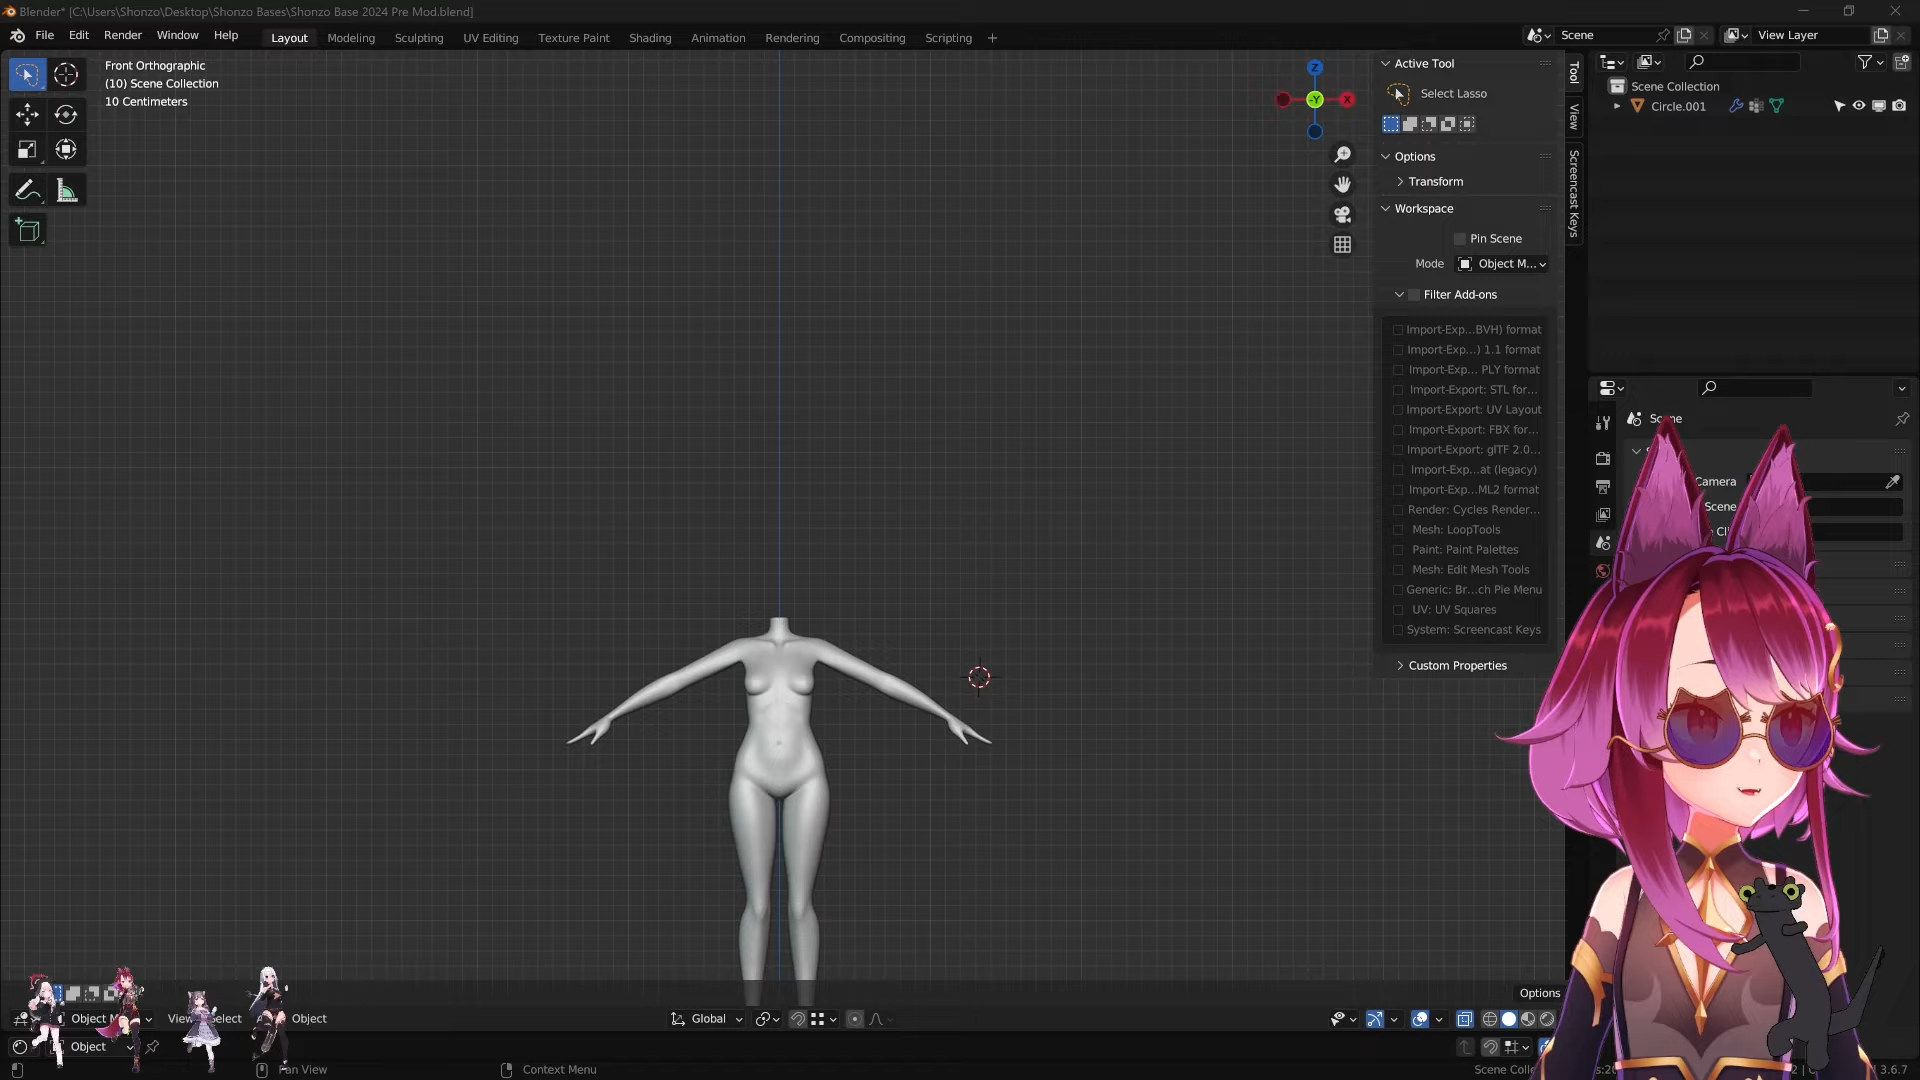 Blender* [C:\Users\Shonzo\Desktop\Shonzo Bases\Shonzo Base 2024 Pre Mod.blend]
File Edit Render Window Help Layout Modeling Sculpting UV Editing Texture Paint Shading Animation Rendering Compositing Scripting + Scene View Layer
Front Orthographic
(10) Scene Collection
10 Centimeters
Z
-Y
X
Active Tool
Select Lasso
Options
Transform
Workspace
Pin Scene
Mode Object M...
Filter Add-ons
Import-Exp...BVH) format
Import-Exp...) 1.1 format
Import-Exp... PLY format
Import-Export: STL for...
Import-Export: UV Layout
Import-Export: FBX for...
Import-Export: glTF 2.0...
Import-Exp...at (legacy)
Import-Exp...ML2 format
Render: Cycles Render...
Mesh: LoopTools
Paint: Paint Palettes
Mesh: Edit Mesh Tools
Generic: Br...ch Pie Menu
UV: UV Squares
System: Screencast Keys
Custom Properties
Tool
View
Screencast Keys
Scene Collection
Circle.001
Camera
Scene
Options
Object Global
Object
Pan View
Context Menu
3.6.7